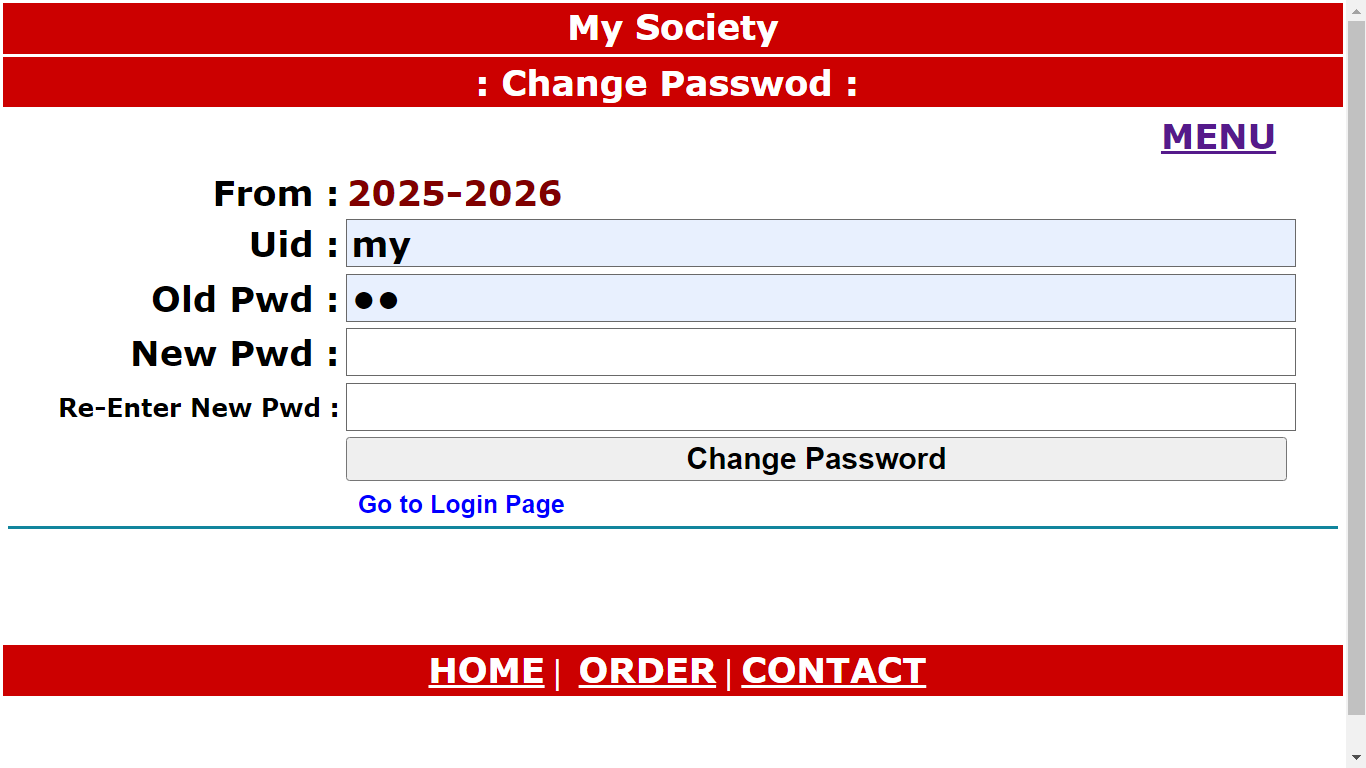 My Society
: Change Passwod :
MENU
From : 2025-2026
Uid : my
Old Pwd : ●●
New Pwd :
Re-Enter New Pwd :
Change Password
Go to Login Page
HOME | ORDER | CONTACT